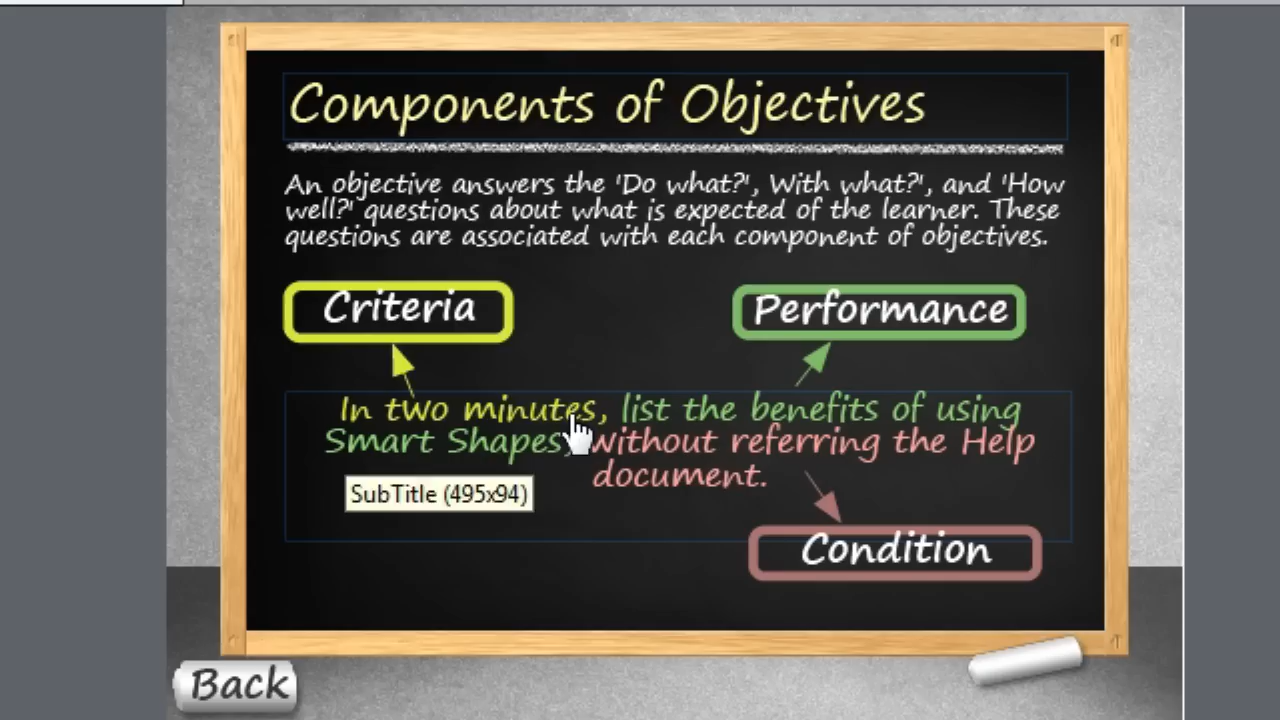 Components of Objectives
An objective answers the 'Do what?', With what?', and 'How
well?' questions about what is expected of the learner. These
questions are associated with each component of objectives.
Criteria
Performance
In two minutes, list the benefits of using
Smart Shapes, without referring the Help
document.
SubTitle (495x94)
Condition
Back